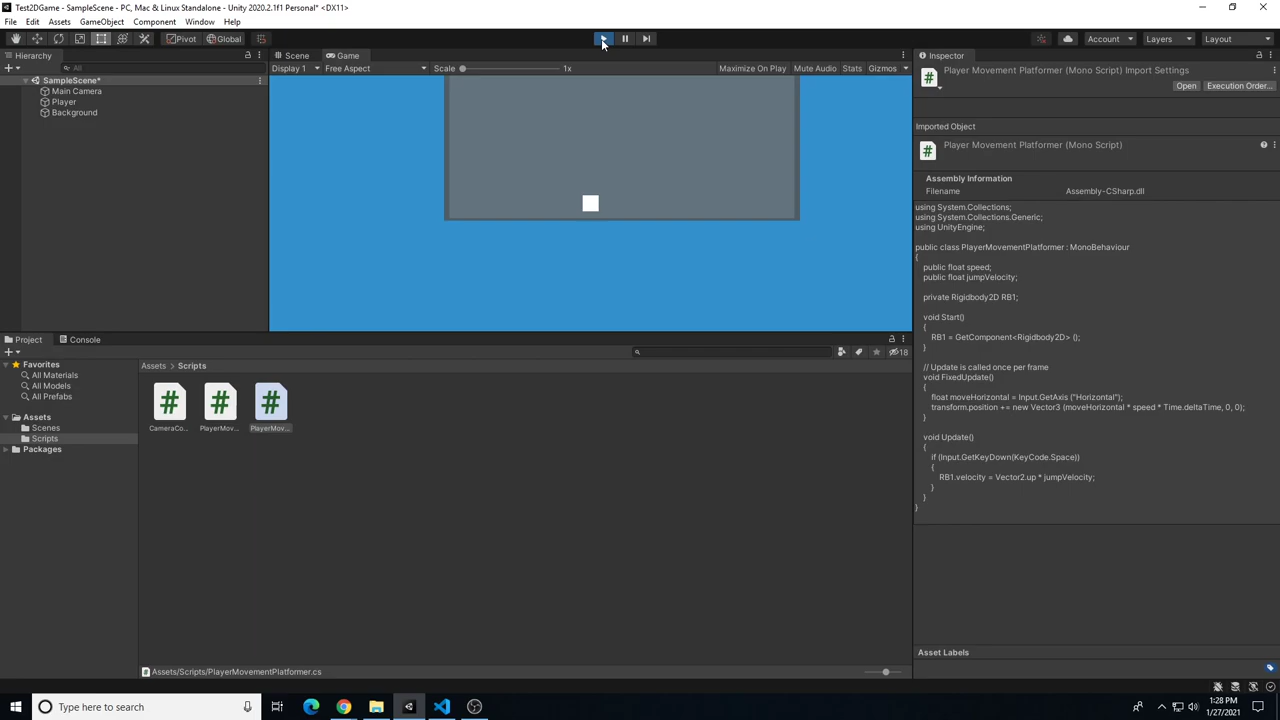 Test2DGame - SampleScene - PC, Mac & Linux Standalone - Unity 2020.2.1f1 Personal* <DX11>
File Edit Assets GameObject Component Window Help
Pivot Global Account Layers Layout
Hierarchy
All
SampleScene*
Main Camera
Player
Background
Scene Game
Display 1 Free Aspect Scale 1x Maximize On Play Mute Audio Stats Gizmos
Inspector
Player Movement Platformer (Mono Script) Import Settings
Open Execution Order...
Imported Object
Player Movement Platformer (Mono Script)
Assembly Information
Filename Assembly-CSharp.dll
using System.Collections;
using System.Collections.Generic;
using UnityEngine;
public class PlayerMovementPlatformer : MonoBehaviour
{
public float speed;
public float jumpVelocity;
private Rigidbody2D RB1;
void Start()
{
RB1 = GetComponent<Rigidbody2D> ();
}
// Update is called once per frame
void FixedUpdate()
{
float moveHorizontal = Input.GetAxis ("Horizontal");
transform.position += new Vector3 (moveHorizontal * speed * Time.deltaTime, 0, 0);
}
void Update()
{
if (Input.GetKeyDown(KeyCode.Space))
{
RB1.velocity = Vector2.up * jumpVelocity;
}
}
}
Asset Labels
Project Console
18
Favorites
All Materials
All Models
All Prefabs
Assets
Scenes
Scripts
Packages
Assets > Scripts
CameraCo... PlayerMov... PlayerMov...
Assets/Scripts/PlayerMovementPlatformer.cs
Type here to search
1:28 PM
1/27/2021